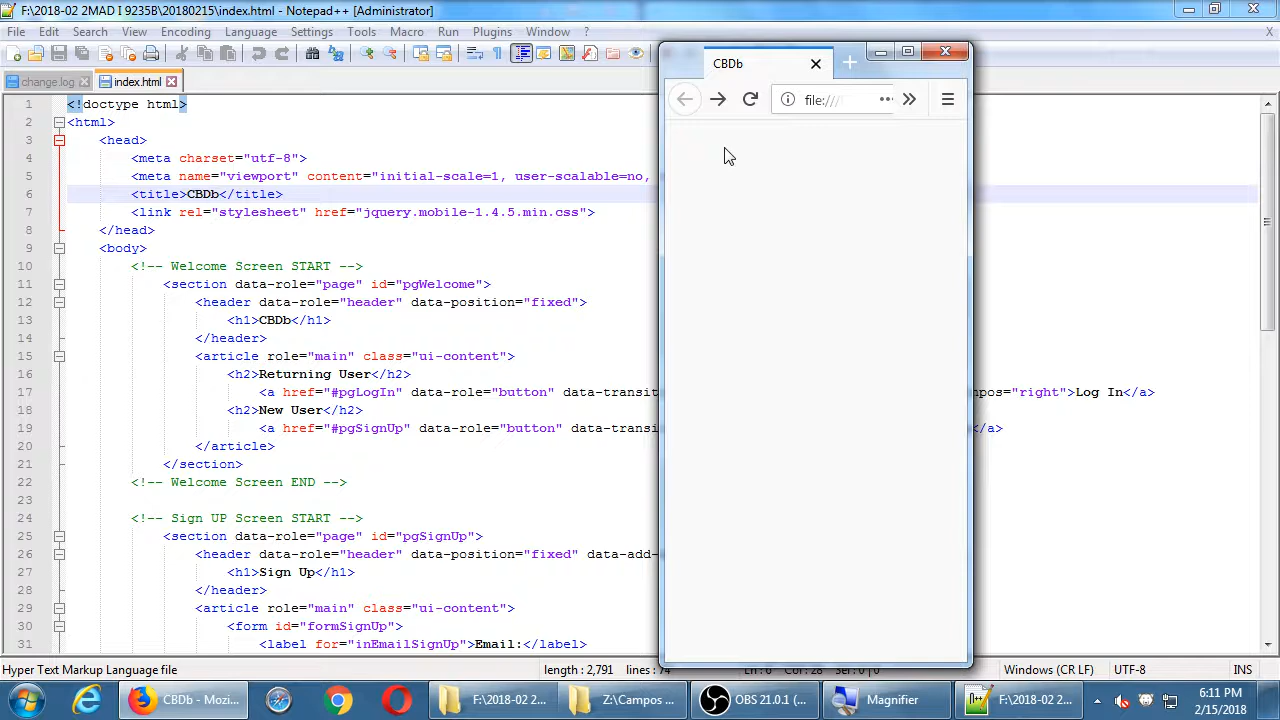 F:\2018-02 2MAD I 9235B\20180215\index.html - Notepad++ [Administrator]
File Edit Search View Encoding Language Settings Tools Macro Run Plugins Window ? X
change.log index.html
CBDb
file:///
1 <!doctype html>
2 <html>
3 <head>
4 <meta charset="utf-8">
5 <meta name="viewport" content="initial-scale=1, user-scalable=no,
6 <title>CBDb</title>
7 <link rel="stylesheet" href="jquery.mobile-1.4.5.min.css">
8 </head>
9 <body>
10 <!-- Welcome Screen START -->
11 <section data-role="page" id="pgWelcome">
12 <header data-role="header" data-position="fixed">
13 <h1>CBDb</h1>
14 </header>
15 <article role="main" class="ui-content">
16 <h2>Returning User</h2>
17 <a href="#pgLogIn" data-role="button" data-transit npos="right">Log In</a>
18 <h2>New User</h2>
19 <a href="#pgSignUp" data-role="button" data-transi </a>
20 </article>
21 </section>
22 <!-- Welcome Screen END -->
23
24 <!-- Sign UP Screen START -->
25 <section data-role="page" id="pgSignUp">
26 <header data-role="header" data-position="fixed" data-add-
27 <h1>Sign Up</h1>
28 </header>
29 <article role="main" class="ui-content">
30 <form id="formSignUp">
31 <label for="inEmailSignUp">Email:</label>
Hyper Text Markup Language file length : 2,791 lines : 74 Windows (CR LF) UTF-8 INS
CBDb - Mozi... F:\2018-02 2... Z:\Campos ... OBS 21.0.1 (... Magnifier F:\2018-02 2... 6:11 PM
2/15/2018